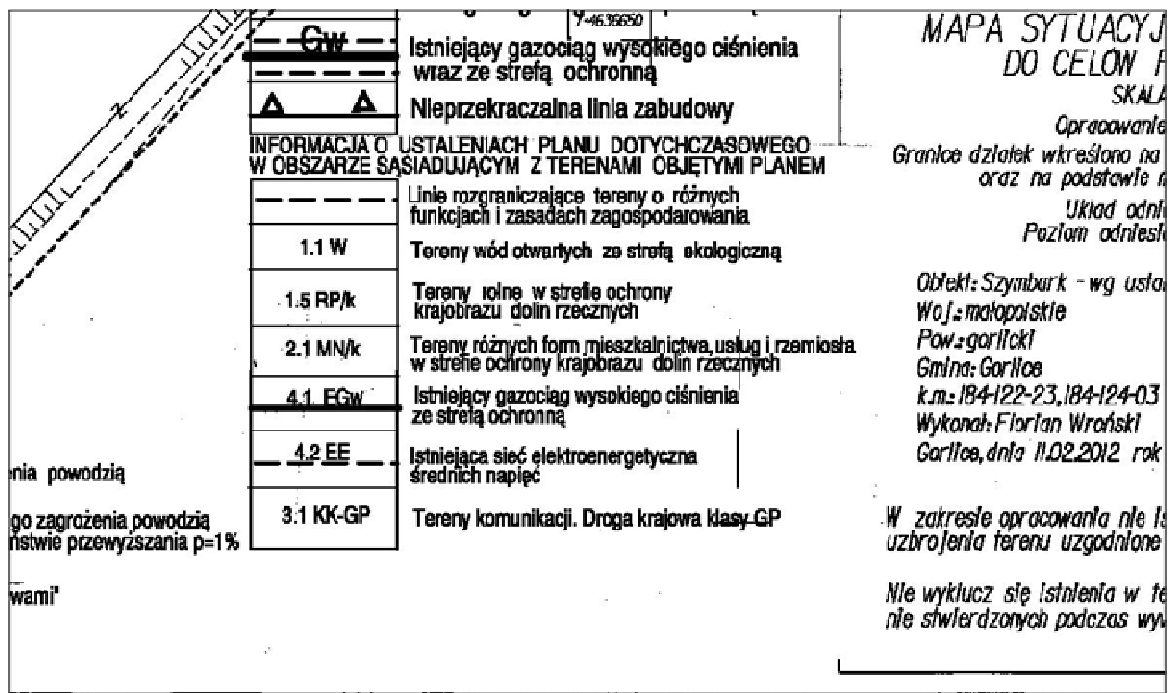 7-4636650
Gw
Istniejący gazociąg wysokiego ciśnienia
wraz ze strefą ochronną
Nieprzekraczalna linia zabudowy
INFORMACJA O USTALENIACH PLANU DOTYCHCZASOWEGO
W OBSZARZE SĄSIADUJĄCYM Z TERENAMI OBJĘTYMI PLANEM
Linie rozgraniczające tereny o różnych
funkcjach i zasadach zagospodarowania
1.1 W
Tereny wód otwartych ze strefą ekologiczną
1.5 RP/k
Tereny rolne w strefie ochrony
krajobrazu dolin rzecznych
2.1 MN/k
Tereny różnych form mieszkalnictwa, usług i rzemiosła
w strefie ochrony krajobrazu dolin rzecznych
4.1 EGw
Istniejący gazociąg wysokiego ciśnienia
ze strefą ochronną
4.2 EE
Istniejąca sieć elektroenergetyczna
średnich napięć
3.1 KK-GP
Tereny komunikacji. Droga krajowa klasy GP
2
enia powodzią
go zagrożenia powodzią
ństwie przewyższania p=1%
wami"
MAPA SYTUACYJ
DO CELÓW
SKALA
Opracowanie
Granice działek wkreślono na
oraz na podstawie
Układ odni
Poziom odniesi
Obiekt: Szymbark - wg usta
Woj.: małopolskie
Pow.: gorlicki
Gmina: Gorlice
k.m.: 184-122-23, 184-124-03
Wykonał: Florian Wroński
Gorlice, dnia 11.02.2012 rok
W zakresie opracowania nie
uzbrojenia terenu uzgodnione
Nie wyklucz się istnienia w te
nie stwierdzonych podczas wyw